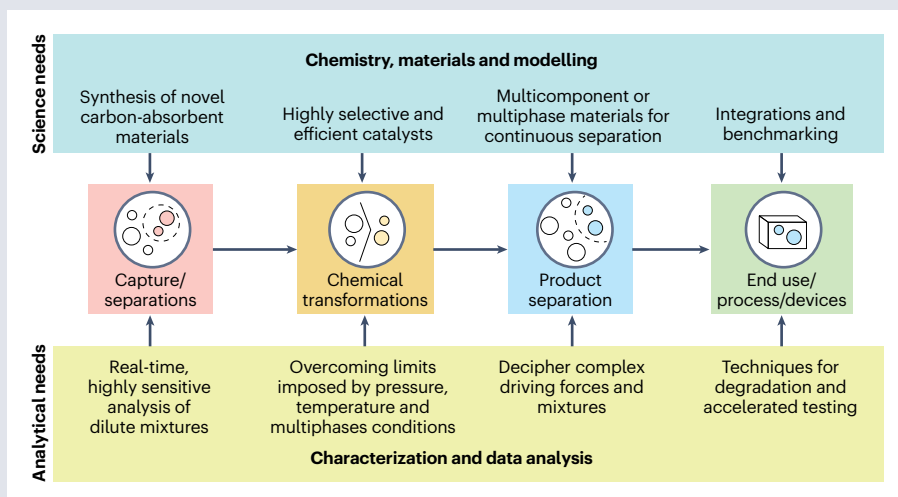 Science needs
Chemistry, materials and modelling
Synthesis of novel
carbon-absorbent
materials
Highly selective and
efficient catalysts
Multicomponent or
multiphase materials for
continuous separation
Integrations and
benchmarking
Capture/
separations
Chemical
transformations
Product
separation
End use/
process/devices
Analytical needs
Real-time,
highly sensitive
analysis of
dilute mixtures
Overcoming limits
imposed by pressure,
temperature and
multiphases conditions
Decipher complex
driving forces and
mixtures
Techniques for
degradation and
accelerated testing
Characterization and data analysis